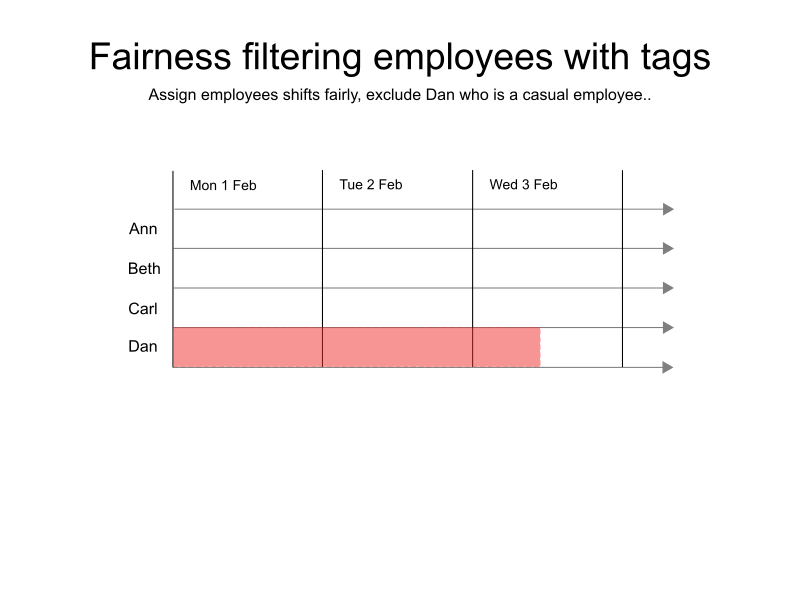 Fairness filtering employees with tags
Assign employees shifts fairly, exclude Dan who is a casual employee..
Mon 1 Feb Tue 2 Feb Wed 3 Feb
Ann
Beth
Carl
Dan